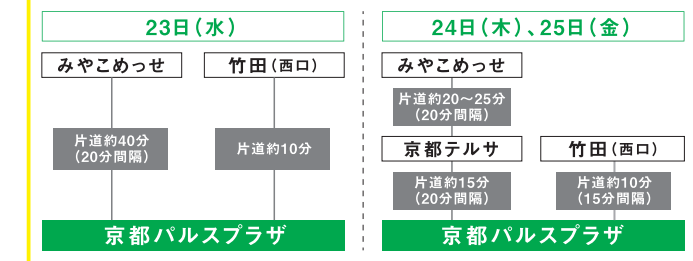 23日（水）
みやこめっせ
竹田（西口）
片道約40分
（20分間隔）
片道約10分
京都パルスプラザ
24日（木）、25日（金）
みやこめっせ
片道約20〜25分
（20分間隔）
京都テルサ
竹田（西口）
片道約15分
（20分間隔）
片道約10分
（15分間隔）
京都パルスプラザ